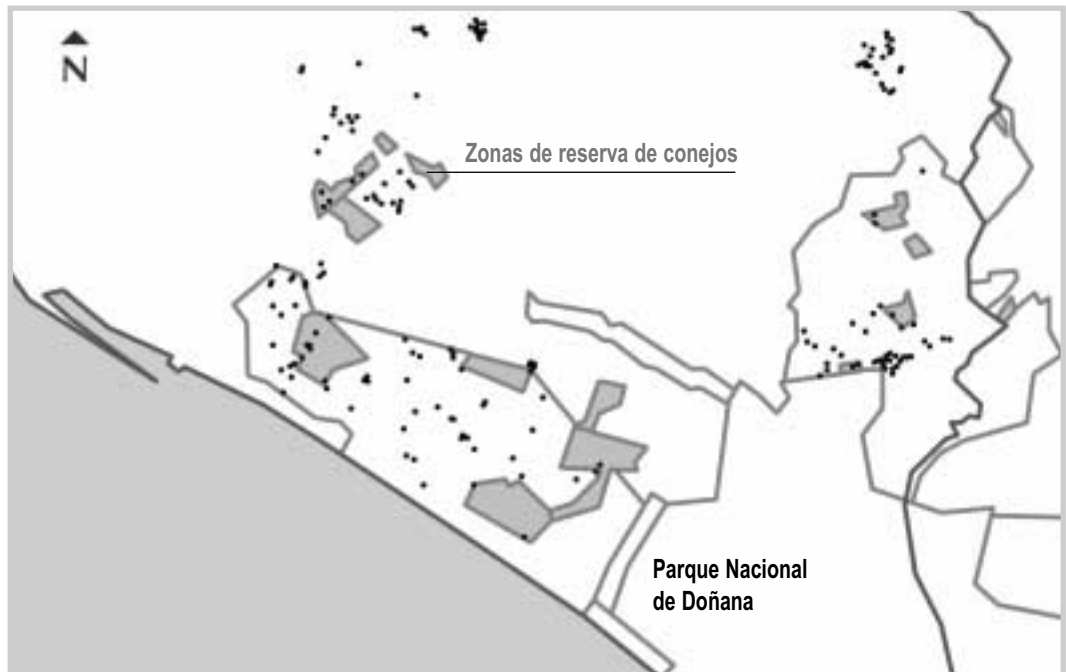 N
Zonas de reserva de conejos
Parque Nacional
de Doñana